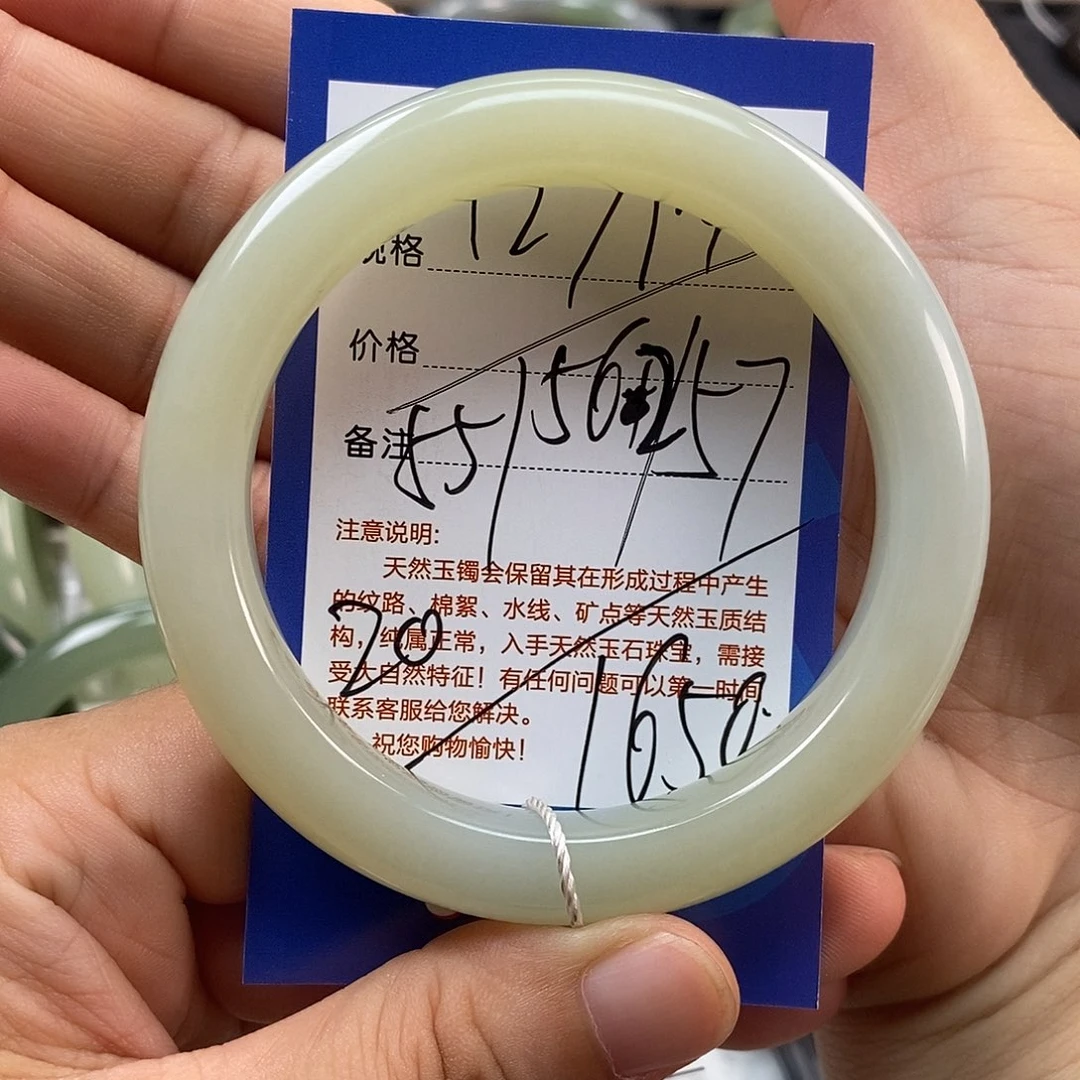 规格
价格
备注
注意说明:
天然玉镯会保留其在形成过程中产生
的纹路、棉絮、水线、矿点等天然玉质结
构，纯属正常，入手天然玉石珠宝，需接
受大自然特征！有任何问题可以第一时间
联系客服给您解决。
祝您购物愉快！
20/1650